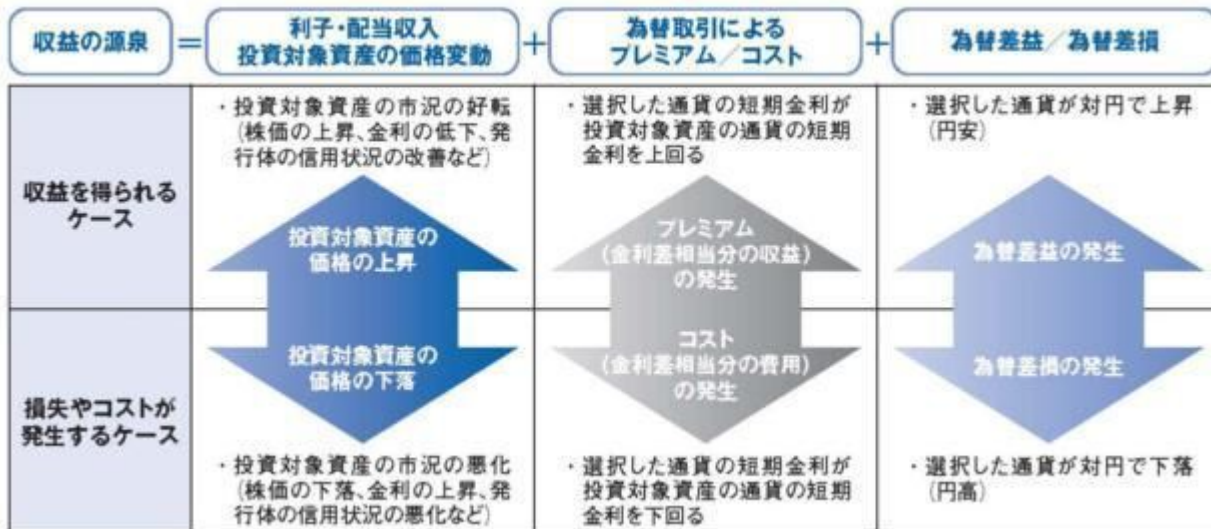 収益の源泉
=
利子・配当収入
投資対象資産の価格変動
+
為替取引による
プレミアム／コスト
+
為替差益／為替差損
収益を得られる
ケース
・投資対象資産の市況の好転
(株価の上昇、金利の低下、発
行体の信用状況の改善など)
投資対象資産の
価格の上昇
・選択した通貨の短期金利が
投資対象資産の通貨の短期
金利を上回る
プレミアム
(金利差相当分の収益)
の発生
・選択した通貨が対円で上昇
(円安)
為替差益の発生
損失やコストが
発生するケース
投資対象資産の
価格の下落
・投資対象資産の市況の悪化
(株価の下落、金利の上昇、発
行体の信用状況の悪化など)
コスト
(金利差相当分の費用)
の発生
・選択した通貨の短期金利が
投資対象資産の通貨の短期
金利を下回る
為替差損の発生
・選択した通貨が対円で下落
(円高)